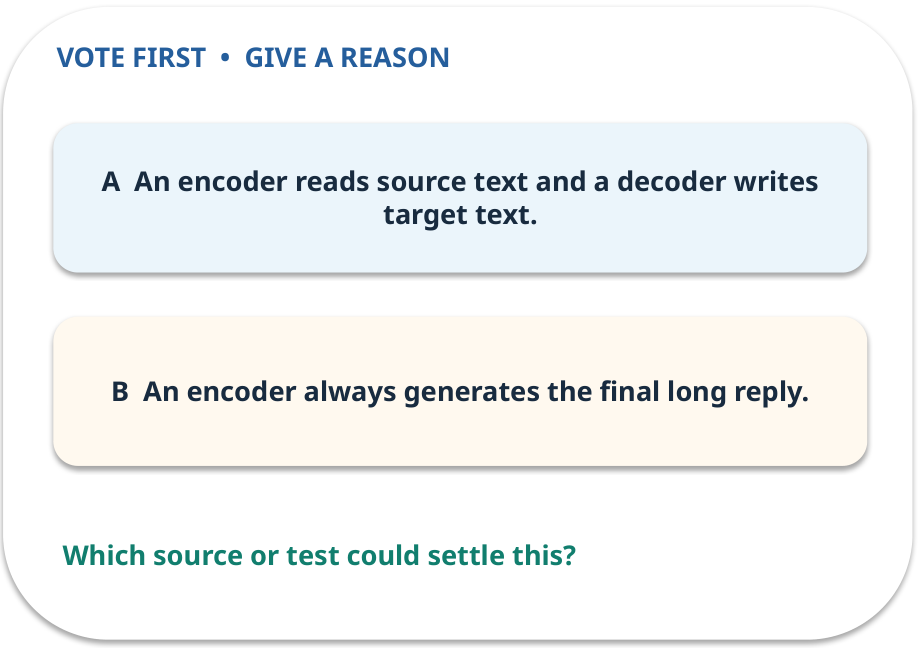 VOTE FIRST • GIVE A REASON
A An encoder reads source text and a decoder writes
target text.
B An encoder always generates the final long reply.
Which source or test could settle this?